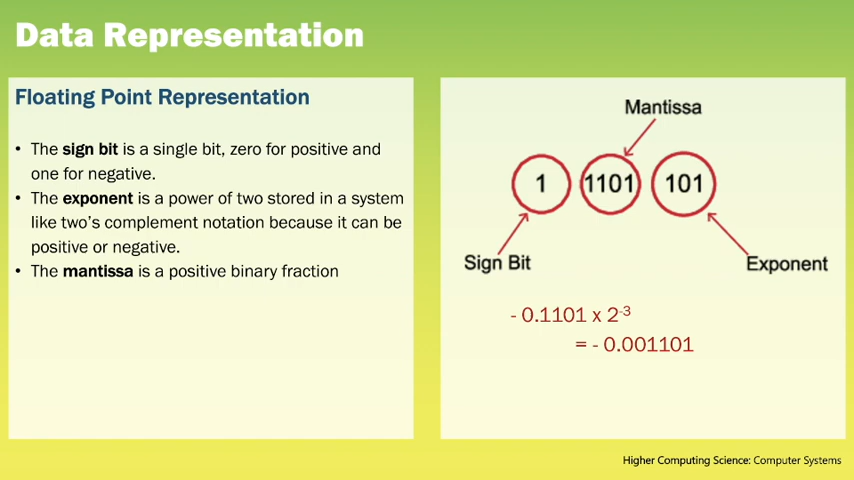 Data Representation
Floating Point Representation
• The sign bit is a single bit, zero for positive and
one for negative.
• The exponent is a power of two stored in a system
like two's complement notation because it can be
positive or negative.
• The mantissa is a positive binary fraction
Mantissa
1 1101 101
Sign Bit
Exponent
- 0.1101 x 2⁻³
= - 0.001101
Higher Computing Science: Computer Systems